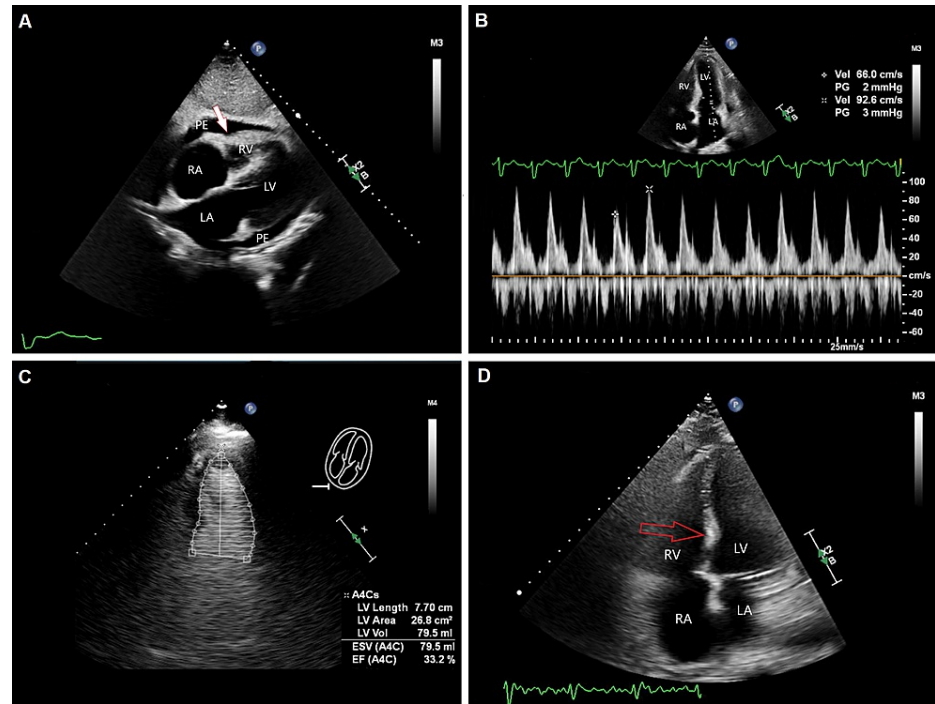 A
P
M3
PE
RV
RA
LV
LA
PE
X2
B
B
P
M3
LV
RV
RA
LA
Vel 66.0 cm/s
PG 2 mmHg
Vel 92.6 cm/s
PG 3 mmHg
X2
B
100
80
60
40
20
cm/s
-20
-40
-60
25mm/s
C
P
M4
X
A4Cs
LV Length 7.70 cm
LV Area 26.8 cm²
LV Vol 79.5 ml
ESV (A4C) 79.5 ml
EF (A4C) 33.2 %
D
P
M3
RV
LV
RA
LA
X2
B